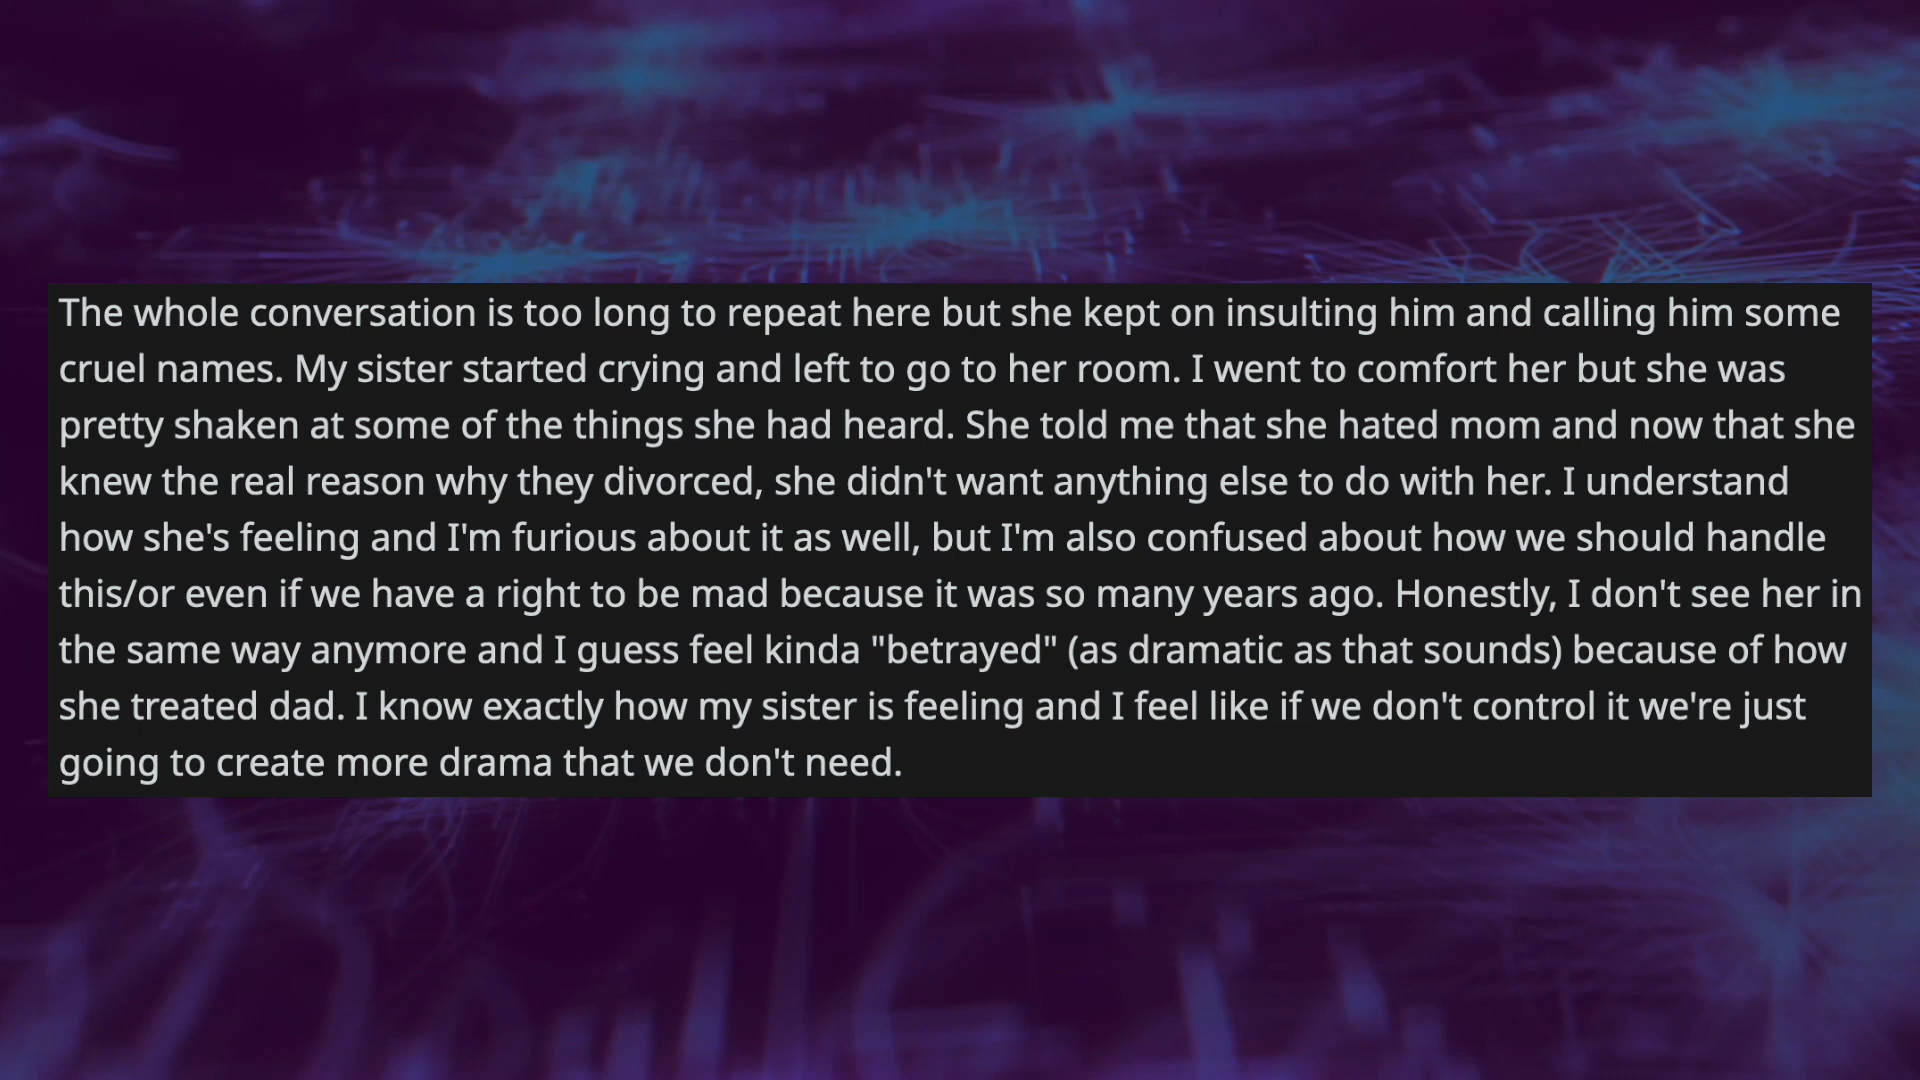 The whole conversation is too long to repeat here but she kept on insulting him and calling him some
cruel names. My sister started crying and left to go to her room. I went to comfort her but she was
pretty shaken at some of the things she had heard. She told me that she hated mom and now that she
knew the real reason why they divorced, she didn't want anything else to do with her. I understand
how she's feeling and I'm furious about it as well, but I'm also confused about how we should handle
this/or even if we have a right to be mad because it was so many years ago. Honestly, I don't see her in
the same way anymore and I guess feel kinda "betrayed" (as dramatic as that sounds) because of how
she treated dad. I know exactly how my sister is feeling and I feel like if we don't control it we're just
going to create more drama that we don't need.